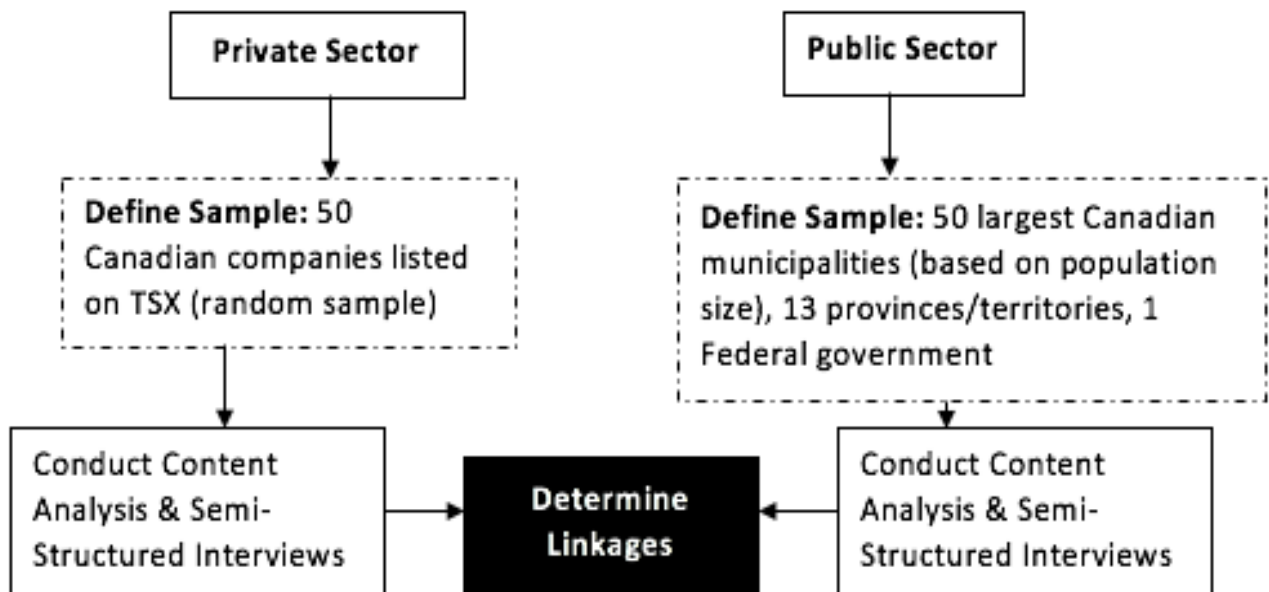 Private Sector
Public Sector
Define Sample: 50
Canadian companies listed
on TSX (random sample)
Define Sample: 50 largest Canadian
municipalities (based on population
size), 13 provinces/territories, 1
Federal government
Conduct Content
Analysis & Semi-
Structured Interviews
Determine
Linkages
Conduct Content
Analysis & Semi-
Structured Interviews